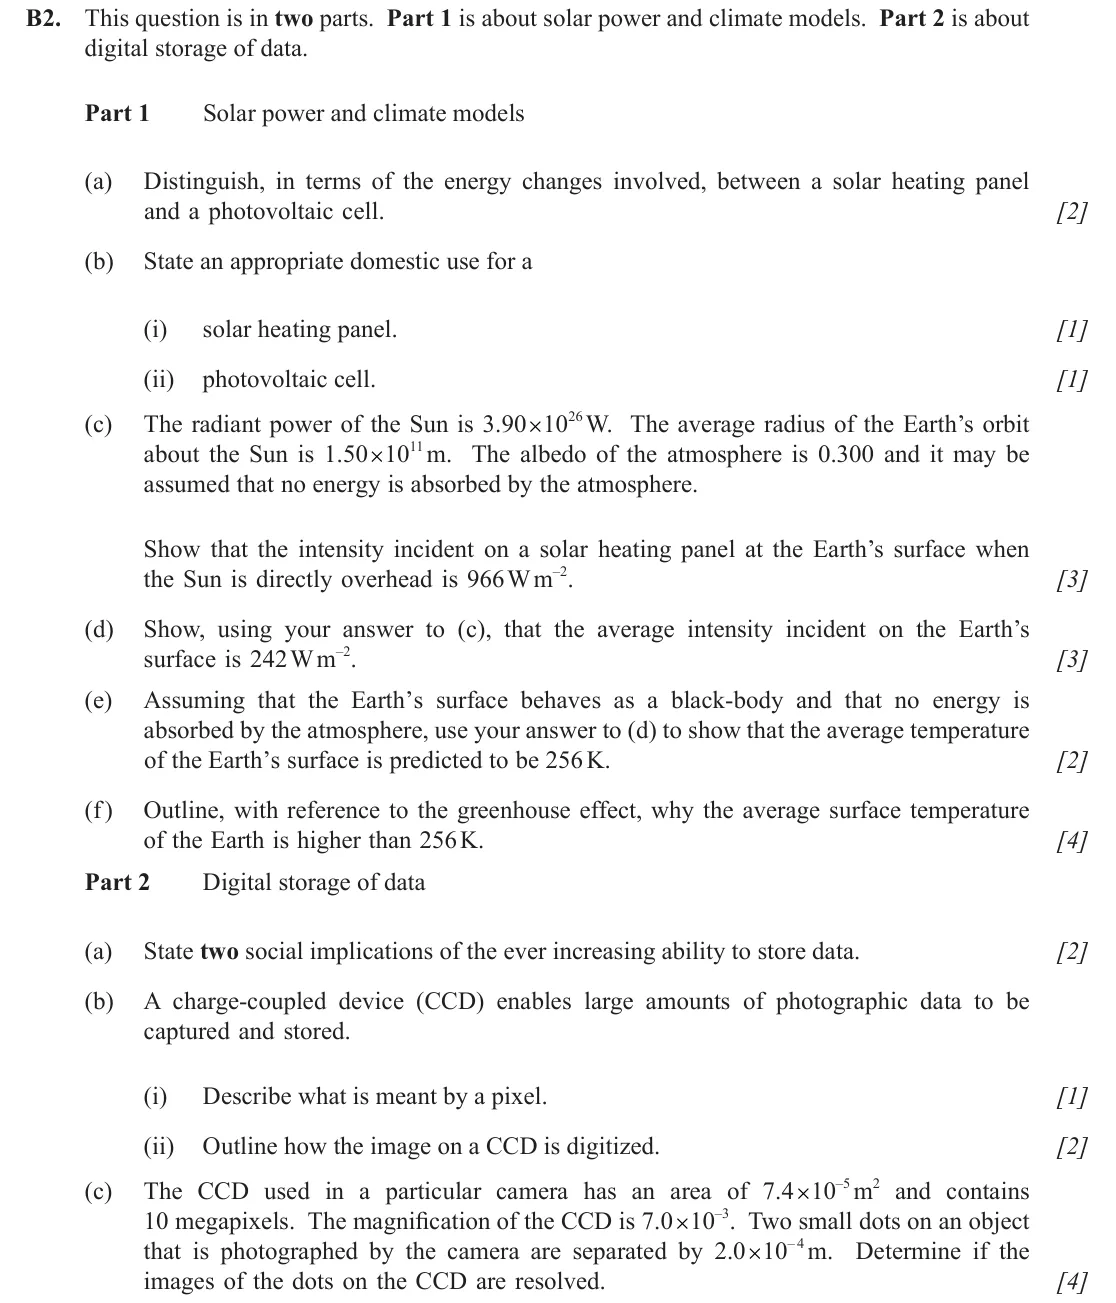 B2. This question is in two parts. Part 1 is about solar power and climate models. Part 2 is about
digital storage of data.
Part 1 Solar power and climate models
(a) Distinguish, in terms of the energy changes involved, between a solar heating panel
and a photovoltaic cell. [2]
(b) State an appropriate domestic use for a
(i) solar heating panel. [1]
(ii) photovoltaic cell. [1]
(c) The radiant power of the Sun is 3.90×10²⁶ W. The average radius of the Earth’s orbit
about the Sun is 1.50×10¹¹ m. The albedo of the atmosphere is 0.300 and it may be
assumed that no energy is absorbed by the atmosphere.
Show that the intensity incident on a solar heating panel at the Earth’s surface when
the Sun is directly overhead is 966 W m⁻². [3]
(d) Show, using your answer to (c), that the average intensity incident on the Earth’s
surface is 242 W m⁻². [3]
(e) Assuming that the Earth’s surface behaves as a black-body and that no energy is
absorbed by the atmosphere, use your answer to (d) to show that the average temperature
of the Earth’s surface is predicted to be 256 K. [2]
(f) Outline, with reference to the greenhouse effect, why the average surface temperature
of the Earth is higher than 256 K. [4]
Part 2 Digital storage of data
(a) State two social implications of the ever increasing ability to store data. [2]
(b) A charge-coupled device (CCD) enables large amounts of photographic data to be
captured and stored.
(i) Describe what is meant by a pixel. [1]
(ii) Outline how the image on a CCD is digitized. [2]
(c) The CCD used in a particular camera has an area of 7.4×10⁻⁵ m² and contains
10 megapixels. The magnification of the CCD is 7.0×10⁻³. Two small dots on an object
that is photographed by the camera are separated by 2.0×10⁻⁴ m. Determine if the
images of the dots on the CCD are resolved. [4]